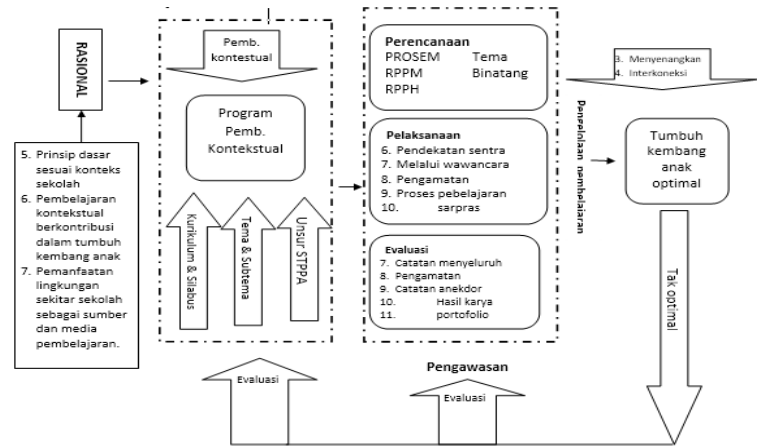 RASIONAL
5. Prinsip dasar
sesuai konteks
sekolah
6. Pembelajaran
kontekstual
berkontribusi
dalam tumbuh
kembang anak
7. Pemanfaatan
lingkungan
sekitar sekolah
sebagai sumber
dan media
pembelajaran.
Pemb.
kontestual
Program
Pemb.
Kontekstual
Kurikulum & Silabus
Tema & Subtema
Unsur STPPA
Perencanaan
PROSEM Tema
RPPM Binatang
RPPH
Pelaksanaan
6. Pendekatan sentra
7. Melalui wawancara
8. Pengamatan
9. Proses pebelajaran
10. sarpras
Evaluasi
7. Catatan menyeluruh
8. Pengamatan
9. Catatan anekdor
10. Hasil karya
11. portofolio
Pengelolaan pembelajaran
3. Menyenangkan
4. Interkoneksi
Tumbuh
kembang
anak
optimal
Tak optimal
Pengawasan
Evaluasi
Evaluasi